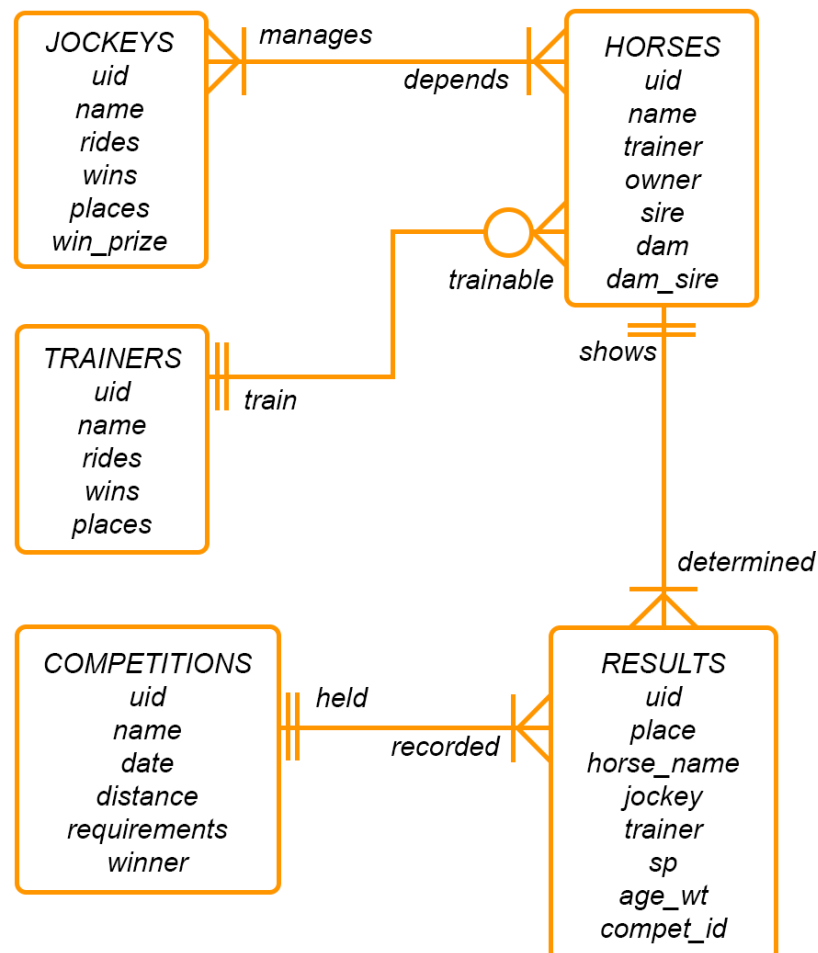 JOCKEYS
uid
name
rides
wins
places
win_prize
manages
depends
HORSES
uid
name
trainer
owner
sire
dam
dam_sire
trainable
shows
TRAINERS
uid
name
rides
wins
places
train
determined
COMPETITIONS
uid
name
date
distance
requirements
winner
held
recorded
RESULTS
uid
place
horse_name
jockey
trainer
sp
age_wt
compet_id